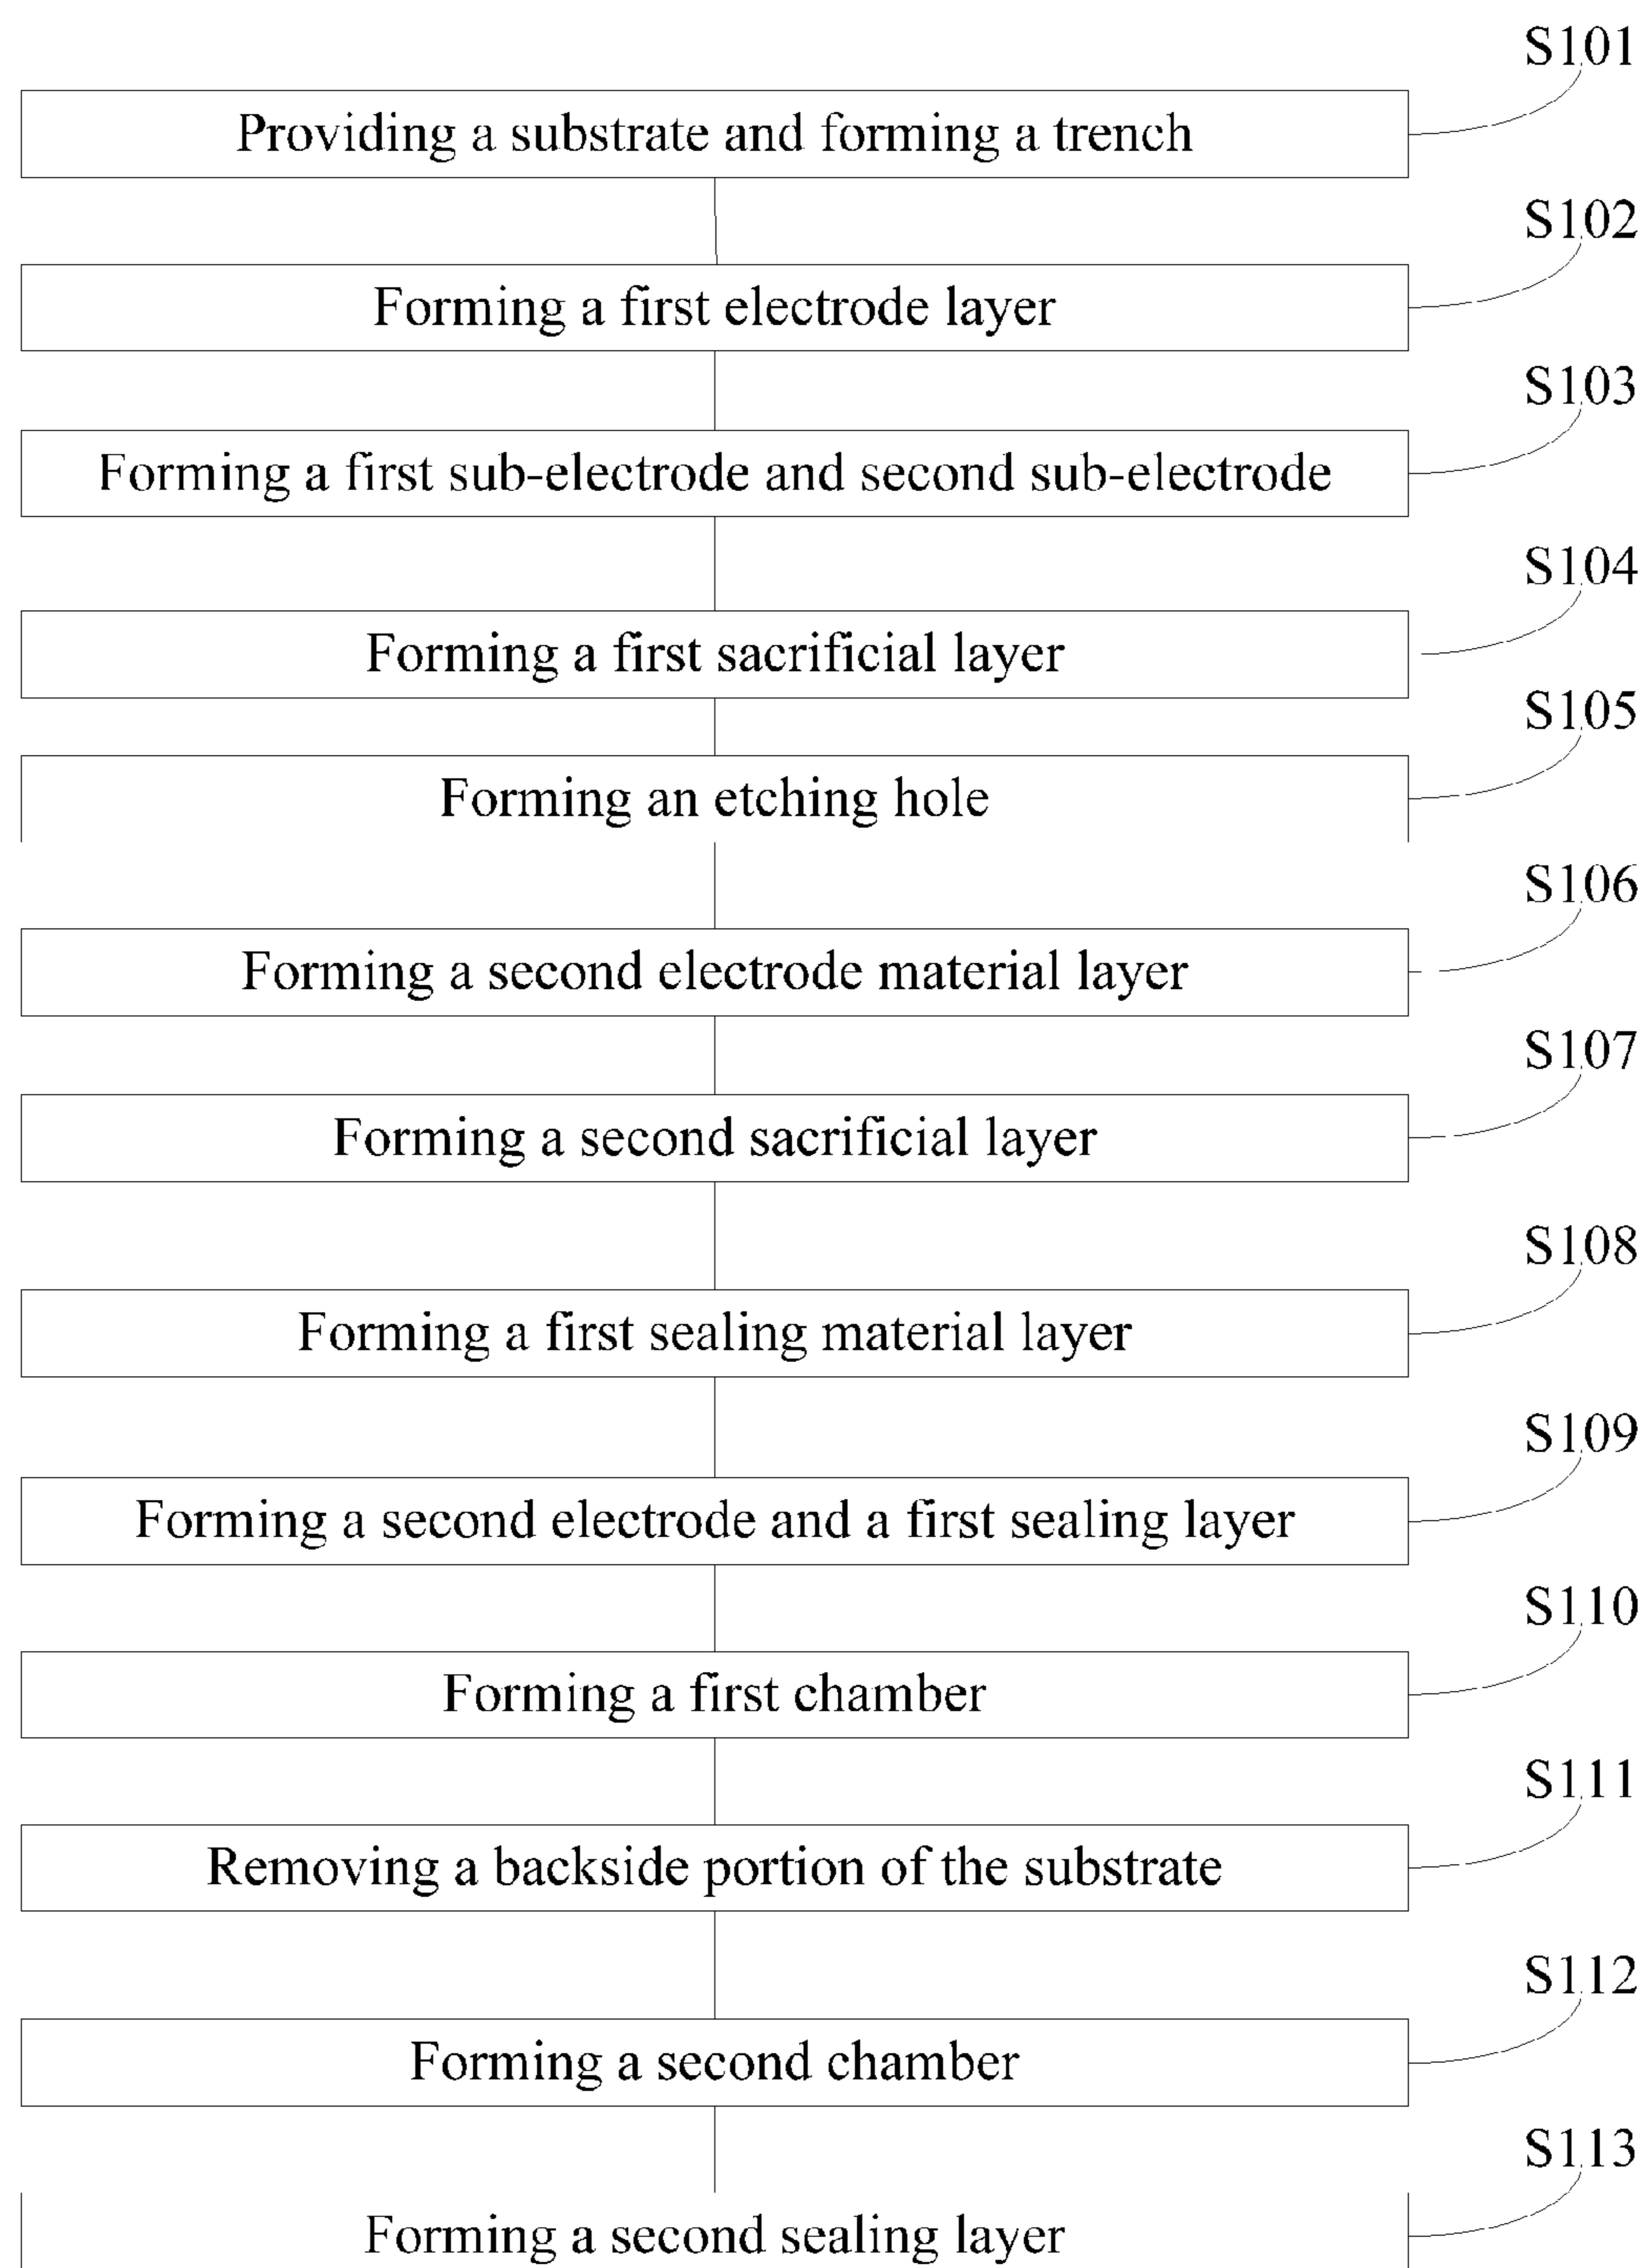 S101
Providing a substrate and forming a trench
S102
Forming a first electrode layer
S103
Forming a first sub-electrode and second sub-electrode
S104
Forming a first sacrificial layer
S105
Forming an etching hole
S106
Forming a second electrode material layer
S107
Forming a second sacrificial layer
S108
Forming a first sealing material layer
S109
Forming a second electrode and a first sealing layer
S110
Forming a first chamber
S111
Removing a backside portion of the substrate
S112
Forming a second chamber
S113
Forming a second sealing layer